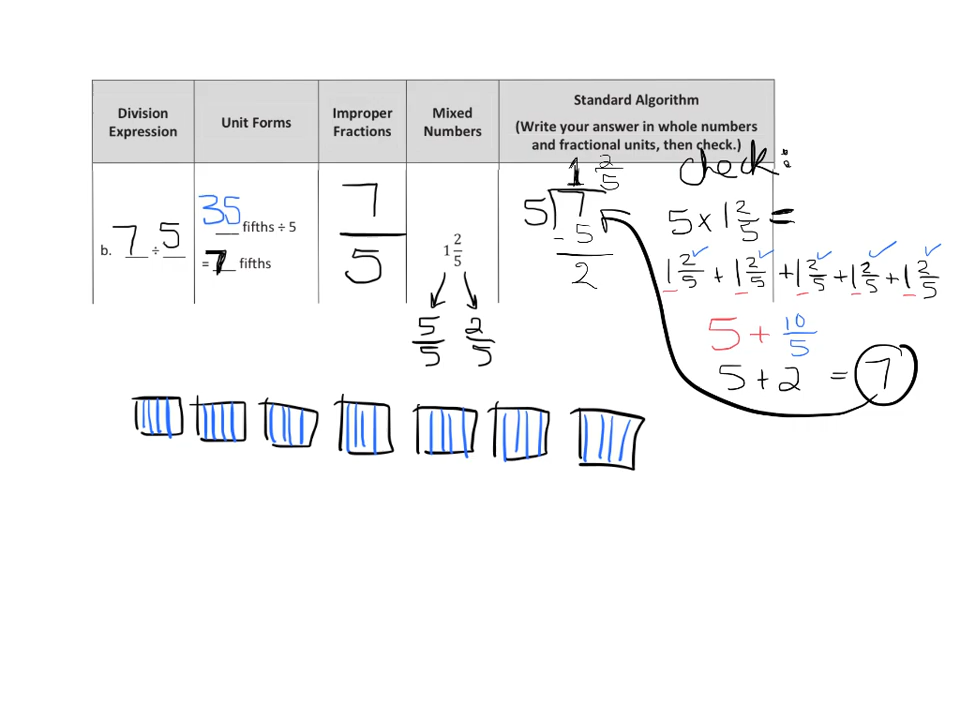 Division Expression
Unit Forms
Improper Fractions
Mixed Numbers
Standard Algorithm
(Write your answer in whole numbers and fractional units, then check.)
b. 7 ÷ 5
35 fifths ÷ 5
= 7 fifths
7/5
1 2/5
5/5 2/5
1 2/5
5 7
- 5
2
check:
5 x 1 2/5 =
1 2/5 + 1 2/5 + 1 2/5 + 1 2/5 + 1 2/5
5 + 10/5
5 + 2 = 7